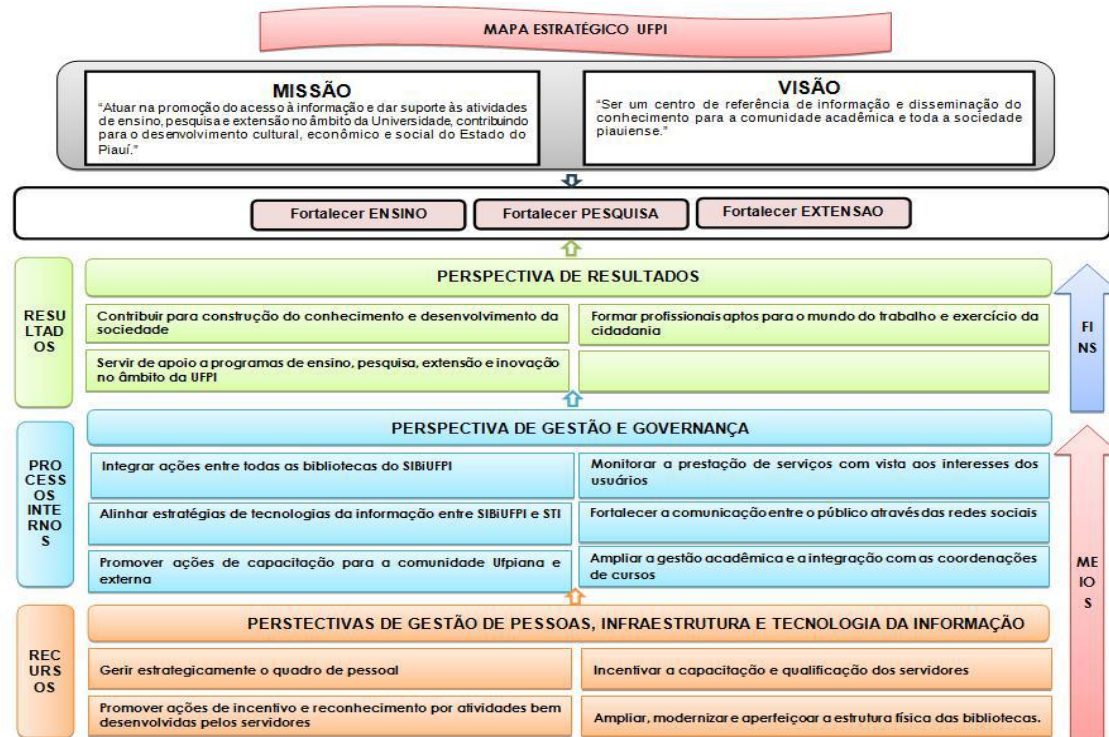 MAPA ESTRATÉGICO UFPI
MISSÃO
“Atuar na promoção do acesso à informação e dar suporte às atividades
de ensino, pesquisa e extensão no âmbito da Universidade, contribuindo
para o desenvolvimento cultural, econômico e social do Estado do
Piauí.”
VISÃO
“Ser um centro de referência de informação e disseminação do
conhecimento para a comunidade acadêmica e toda a sociedade
piauiense.”
Fortalecer ENSINO
Fortalecer PESQUISA
Fortalecer EXTENSAO
RESU
LTAD
OS
PERSPECTIVA DE RESULTADOS
Contribuir para construção do conhecimento e desenvolvimento da
sociedade
Formar profissionais aptos para o mundo do trabalho e exercício da
cidadania
Servir de apoio a programas de ensino, pesquisa, extensão e inovação
no âmbito da UFPI
FI
NS
PRO
CESS
OS
INTE
RNO
S
PERSPECTIVA DE GESTÃO E GOVERNANÇA
Integrar ações entre todas as bibliotecas do SIBiUFPI
Monitorar a prestação de serviços com vista aos interesses dos
usuários
Alinhar estratégias de tecnologias da informação entre SIBiUFPI e STI
Fortalecer a comunicação entre o público através das redes sociais
Promover ações de capacitação para a comunidade Ufpiana e
externa
Ampliar a gestão acadêmica e a integração com as coordenações
de cursos
ME
IO
S
REC
URS
OS
PERSTECTIVAS DE GESTÃO DE PESSOAS, INFRAESTRUTURA E TECNOLOGIA DA INFORMAÇÃO
Gerir estrategicamente o quadro de pessoal
Incentivar a capacitação e qualificação dos servidores
Promover ações de incentivo e reconhecimento por atividades bem
desenvolvidas pelos servidores
Ampliar, modernizar e aperfeiçoar a estrutura física das bibliotecas.